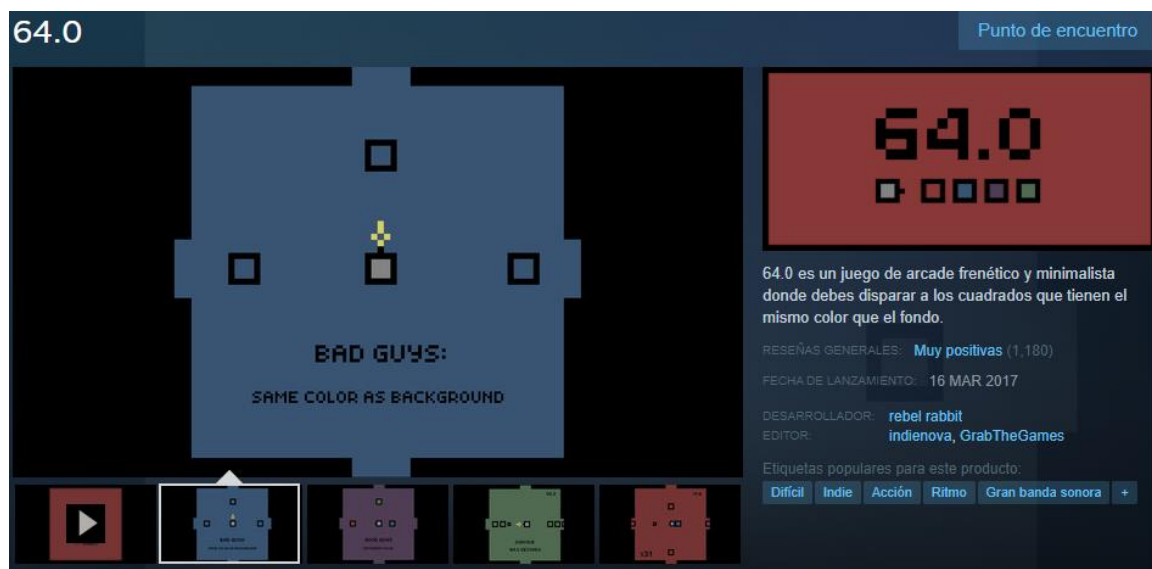 64.0
Punto de encuentro
BAD GUYS:
SAME COLOR AS BACKGROUND
64.0
64.0 es un juego de arcade frenético y minimalista
donde debes disparar a los cuadrados que tienen el
mismo color que el fondo.
RESEÑAS GENERALES: Muy positivas (1,180)
FECHA DE LANZAMIENTO: 16 MAR 2017
DESARROLLADOR: rebel rabbit
EDITOR: indienova, GrabTheGames
Etiquetas populares para este producto:
Difícil Indie Acción Ritmo Gran banda sonora +